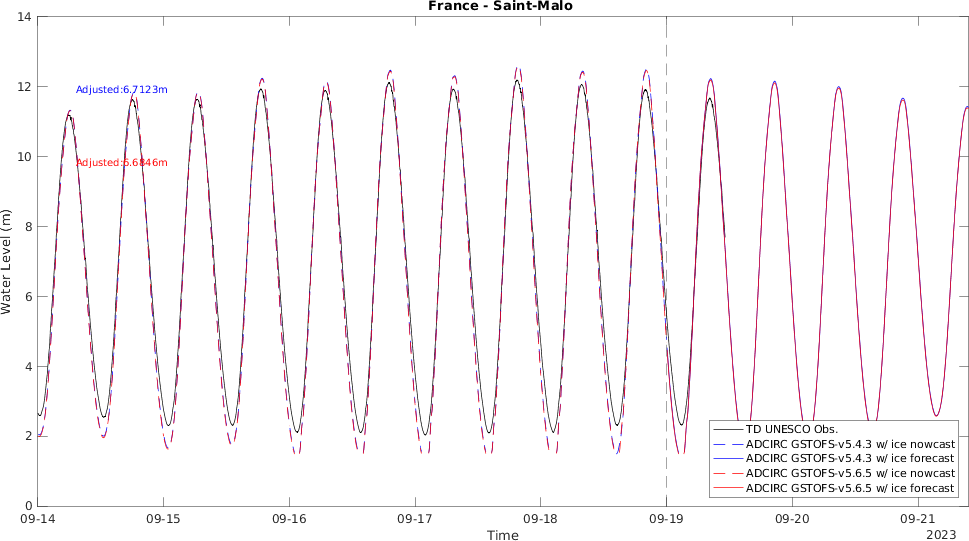 France - Saint-Malo
14
12
10
8
6
4
2
0
Water Level (m)
Adjusted:6.7123m
Adjusted:6.6846m
TD UNESCO Obs.
ADCIRC GSTOFS-v5.4.3 w/ ice nowcast
ADCIRC GSTOFS-v5.4.3 w/ ice forecast
ADCIRC GSTOFS-v5.6.5 w/ ice nowcast
ADCIRC GSTOFS-v5.6.5 w/ ice forecast
09-14
09-15
09-16
09-17
09-18
09-19
09-20
09-21
Time
2023